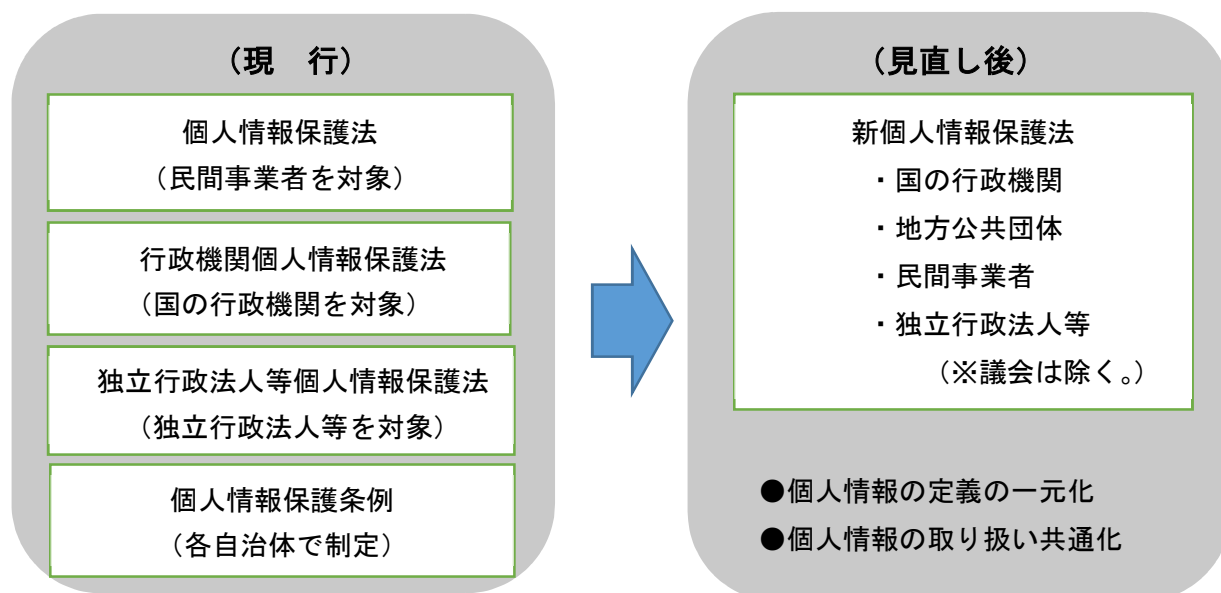 （現　行）
個人情報保護法
（民間事業者を対象）
行政機関個人情報保護法
（国の行政機関を対象）
独立行政法人等個人情報保護法
（独立行政法人等を対象）
個人情報保護条例
（各自治体で制定）
（見直し後）
新個人情報保護法
・国の行政機関
・地方公共団体
・民間事業者
・独立行政法人等
（※議会は除く。）
●個人情報の定義の一元化
●個人情報の取り扱い共通化